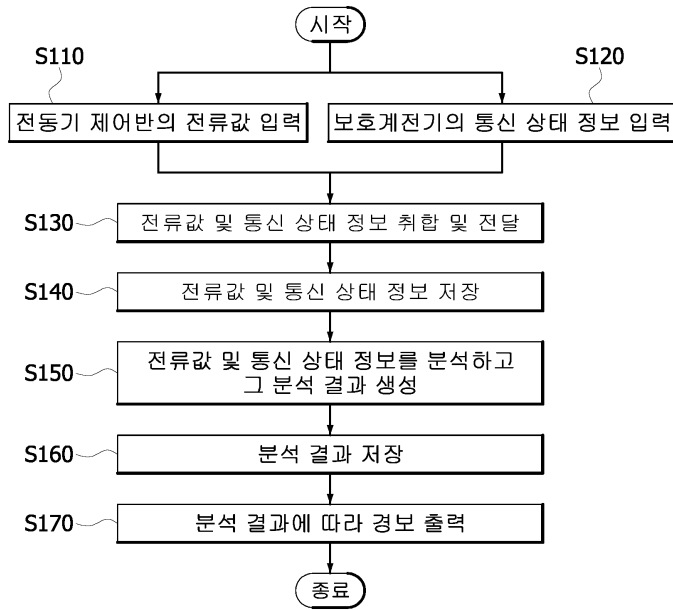 시작
S110
S120
전동기 제어반의 전류값 입력
보호계전기의 통신 상태 정보 입력
S130
전류값 및 통신 상태 정보 취합 및 전달
S140
전류값 및 통신 상태 정보 저장
S150
전류값 및 통신 상태 정보를 분석하고
그 분석 결과 생성
S160
분석 결과 저장
S170
분석 결과에 따라 경보 출력
종료